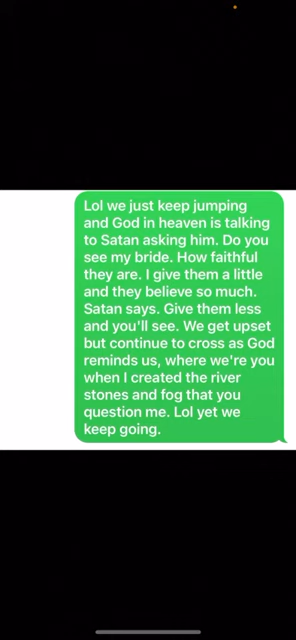 Lol we just keep jumping
and God in heaven is talking
to Satan asking him. Do you
see my bride. How faithful
they are. I give them a little
and they believe so much.
Satan says. Give them less
and you'll see. We get upset
but continue to cross as God
reminds us, where we're you
when I created the river
stones and fog that you
question me. Lol yet we
keep going.